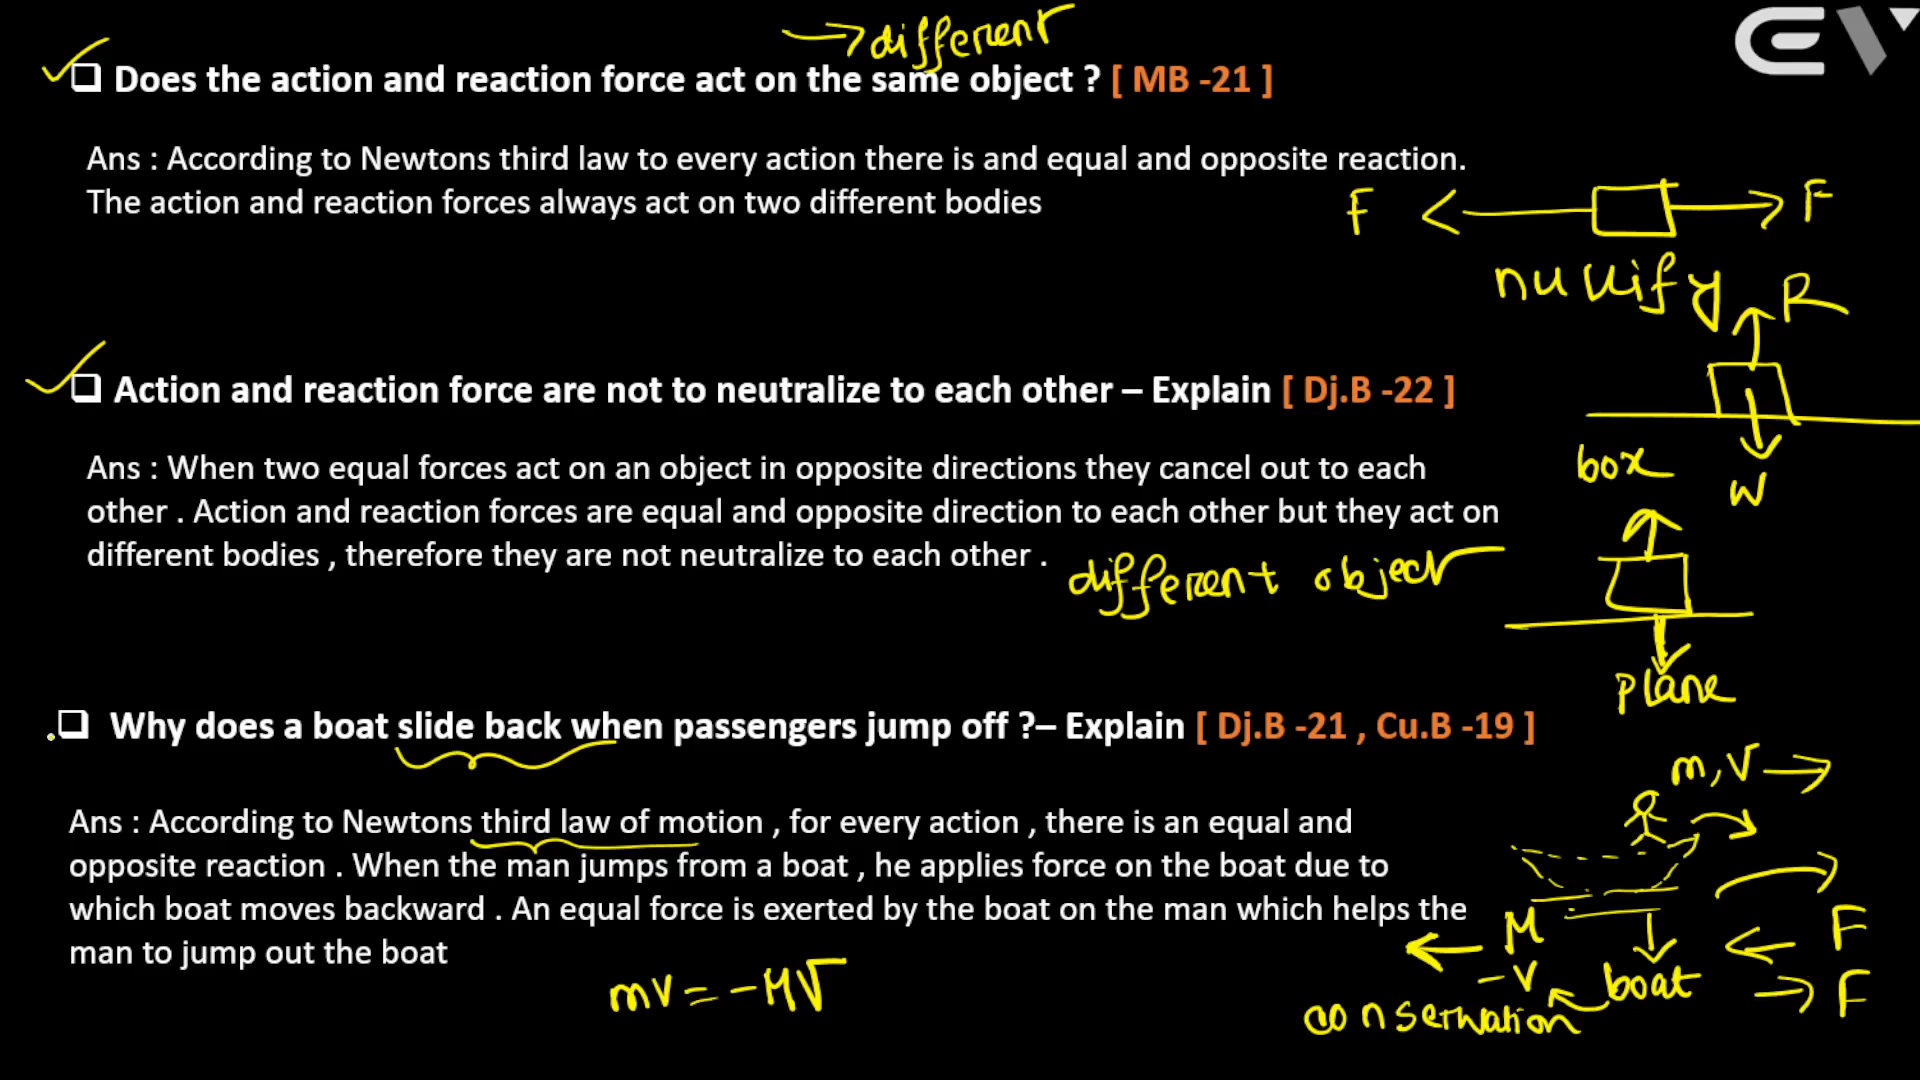 → different
Does the action and reaction force act on the same object ? [ MB -21 ]
Ans : According to Newtons third law to every action there is and equal and opposite reaction.
The action and reaction forces always act on two different bodies
F F
nullify
R
Action and reaction force are not to neutralize to each other – Explain [ Dj.B -22 ]
Ans : When two equal forces act on an object in opposite directions they cancel out to each
other . Action and reaction forces are equal and opposite direction to each other but they act on
different bodies , therefore they are not neutralize to each other .
box
W
different object
plane
Why does a boat slide back when passengers jump off ?– Explain [ Dj.B -21 , Cu.B -19 ]
m, V →
Ans : According to Newtons third law of motion , for every action , there is an equal and
opposite reaction . When the man jumps from a boat , he applies force on the boat due to
which boat moves backward . An equal force is exerted by the boat on the man which helps the
man to jump out the boat
M
← F
- V
boat
→ F
mv = - MV
conservation
EV